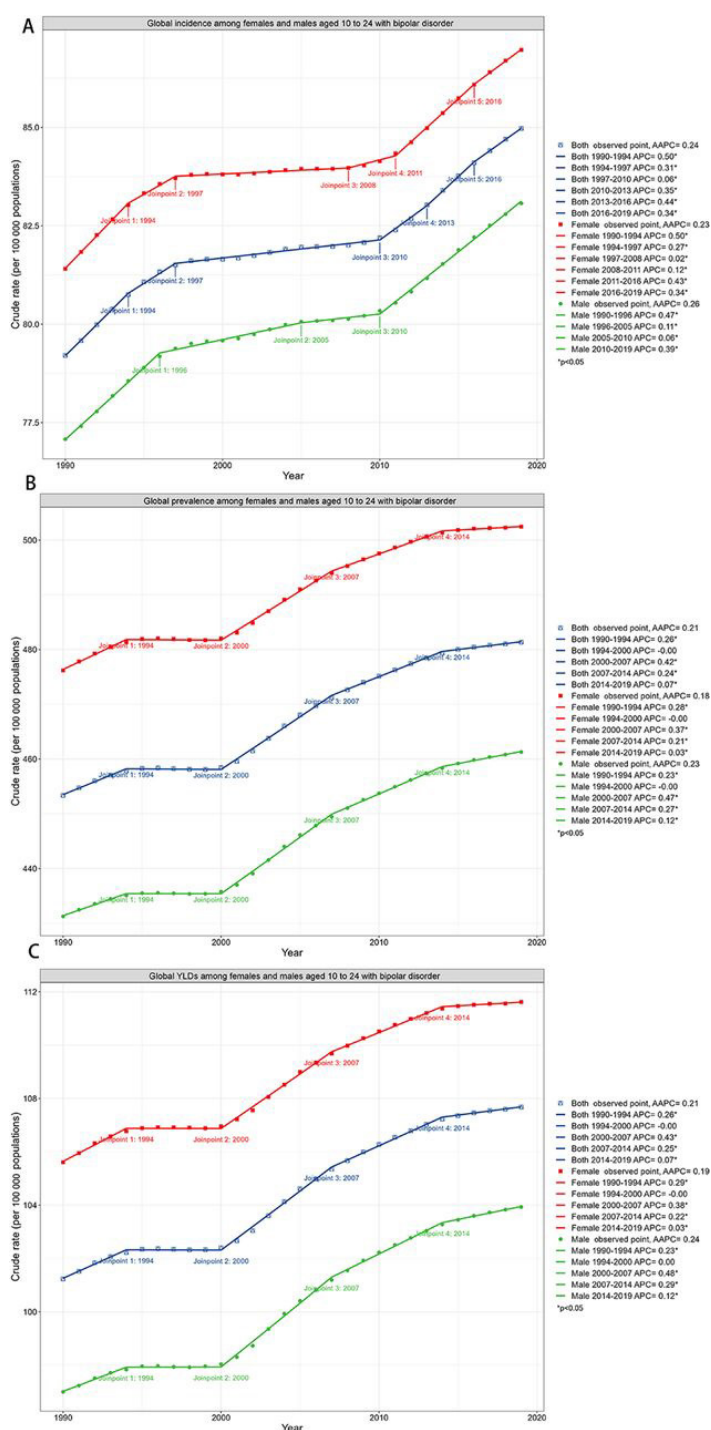 A
Global incidence among females and males aged 10 to 24 with bipolar disorder
Crude rate (per 100 000 populations)
85.0
82.5
80.0
77.5
Joinpoint 1: 1994
Joinpoint 2: 1997
Joinpoint 3: 2008
Joinpoint 4: 2011
Joinpoint 5: 2016
Joinpoint 1: 1994
Joinpoint 2: 1997
Joinpoint 3: 2010
Joinpoint 4: 2013
Joinpoint 5: 2016
Joinpoint 1: 1996
Joinpoint 2: 2005
Joinpoint 3: 2010
1990
2000
2010
2020
Year
Both observed point, AAPC= 0.24
Both 1990-1994 APC= 0.50*
Both 1994-1997 APC= 0.31*
Both 1997-2010 APC= 0.06*
Both 2010-2013 APC= 0.35*
Both 2013-2016 APC= 0.44*
Both 2016-2019 APC= 0.34*
Female observed point, AAPC= 0.23
Female 1990-1994 APC= 0.50*
Female 1994-1997 APC= 0.27*
Female 1997-2008 APC= 0.02*
Female 2008-2011 APC= 0.12*
Female 2011-2016 APC= 0.43*
Female 2016-2019 APC= 0.34*
Male observed point, AAPC= 0.26
Male 1990-1996 APC= 0.47*
Male 1996-2005 APC= 0.11*
Male 2005-2010 APC= 0.06*
Male 2010-2019 APC= 0.39*
*p<0.05
B
Global prevalence among females and males aged 10 to 24 with bipolar disorder
Crude rate (per 100 000 populations)
500
480
460
440
Joinpoint 1: 1994
Joinpoint 2: 2000
Joinpoint 3: 2007
Joinpoint 4: 2014
Joinpoint 1: 1994
Joinpoint 2: 2000
Joinpoint 3: 2007
Joinpoint 4: 2014
Joinpoint 1: 1994
Joinpoint 2: 2000
Joinpoint 3: 2007
Joinpoint 4: 2014
1990
2000
2010
2020
Year
Both observed point, AAPC= 0.21
Both 1990-1994 APC= 0.26*
Both 1994-2000 APC= -0.00
Both 2000-2007 APC= 0.42*
Both 2007-2014 APC= 0.24*
Both 2014-2019 APC= 0.07*
Female observed point, AAPC= 0.18
Female 1990-1994 APC= 0.28*
Female 1994-2000 APC= -0.00
Female 2000-2007 APC= 0.37*
Female 2007-2014 APC= 0.21*
Female 2014-2019 APC= 0.03*
Male observed point, AAPC= 0.23
Male 1990-1994 APC= 0.23*
Male 1994-2000 APC= -0.00
Male 2000-2007 APC= 0.47*
Male 2007-2014 APC= 0.27*
Male 2014-2019 APC= 0.12*
*p<0.05
C
Global YLDs among females and males aged 10 to 24 with bipolar disorder
Crude rate (per 100 000 populations)
112
108
104
100
Joinpoint 1: 1994
Joinpoint 2: 2000
Joinpoint 3: 2007
Joinpoint 4: 2014
Joinpoint 1: 1994
Joinpoint 2: 2000
Joinpoint 3: 2007
Joinpoint 4: 2014
Joinpoint 1: 1994
Joinpoint 2: 2000
Joinpoint 3: 2007
Joinpoint 4: 2014
1990
2000
2010
2020
Year
Both observed point, AAPC= 0.21
Both 1990-1994 APC= 0.26*
Both 1994-2000 APC= -0.00
Both 2000-2007 APC= 0.43*
Both 2007-2014 APC= 0.25*
Both 2014-2019 APC= 0.07*
Female observed point, AAPC= 0.19
Female 1990-1994 APC= 0.29*
Female 1994-2000 APC= -0.00
Female 2000-2007 APC= 0.38*
Female 2007-2014 APC= 0.22*
Female 2014-2019 APC= 0.03*
Male observed point, AAPC= 0.24
Male 1990-1994 APC= 0.23*
Male 1994-2000 APC= 0.00
Male 2000-2007 APC= 0.48*
Male 2007-2014 APC= 0.29*
Male 2014-2019 APC= 0.12*
*p<0.05